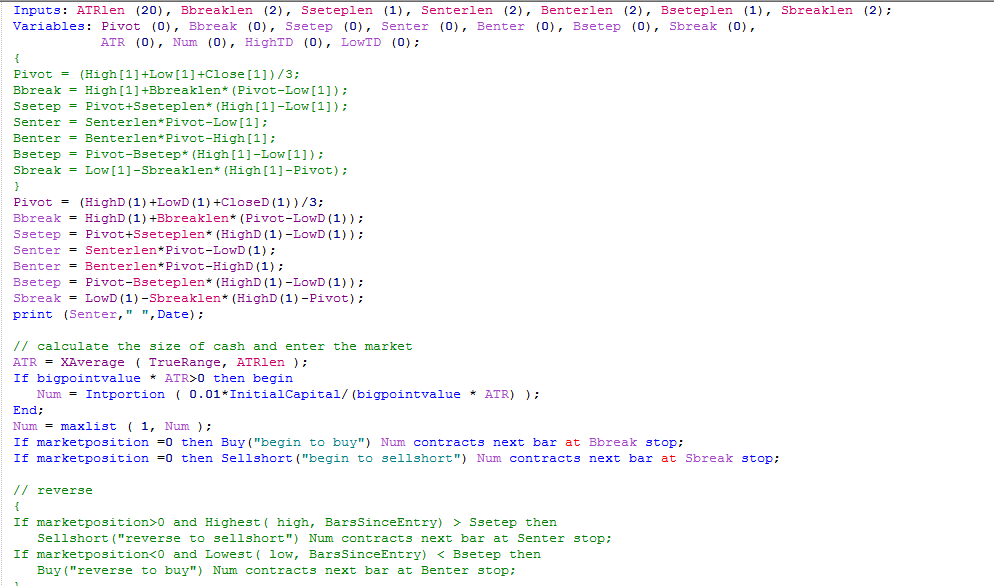 Inputs: ATRlen (20), Bbreaklen (2), Sseteplen (1), Senterlen (2), Benterlen (2), Bseteplen (1), Sbreaklen (2);
Variables: Pivot (0), Bbreak (0), Ssetep (0), Senter (0), Benter (0), Bsetep (0), Sbreak (0),
ATR (0), Num (0), HighTD (0), LowTD (0);
{
Pivot = (High[1]+Low[1]+Close[1])/3;
Bbreak = High[1]+Bbreaklen*(Pivot-Low[1]);
Ssetep = Pivot+Sseteplen*(High[1]-Low[1]);
Senter = Senterlen*Pivot-Low[1];
Benter = Benterlen*Pivot-High[1];
Bsetep = Pivot-Bsetep*(High[1]-Low[1]);
Sbreak = Low[1]-Sbreaklen*(High[1]-Pivot);
}
Pivot = (HighD(1)+LowD(1)+CloseD(1))/3;
Bbreak = HighD(1)+Bbreaklen*(Pivot-LowD(1));
Ssetep = Pivot+Sseteplen*(HighD(1)-LowD(1));
Senter = Senterlen*Pivot-LowD(1);
Benter = Benterlen*Pivot-HighD(1);
Bsetep = Pivot-Bseteplen*(HighD(1)-LowD(1));
Sbreak = LowD(1)-Sbreaklen*(HighD(1)-Pivot);
print (Senter," ",Date);
// calculate the size of cash and enter the market
ATR = XAverage ( TrueRange, ATRlen );
If bigpointvalue * ATR>0 then begin
Num = Intportion ( 0.01*InitialCapital/(bigpointvalue * ATR) );
End;
Num = maxlist ( 1, Num );
If marketposition =0 then Buy("begin to buy") Num contracts next bar at Bbreak stop;
If marketposition =0 then Sellshort("begin to sellshort") Num contracts next bar at Sbreak stop;
// reverse
{
If marketposition>0 and Highest( high, BarsSinceEntry) > Ssetep then
Sellshort("reverse to sellshort") Num contracts next bar at Senter stop;
If marketposition<0 and Lowest( low, BarsSinceEntry) < Bsetep then
Buy("reverse to buy") Num contracts next bar at Benter stop;
}